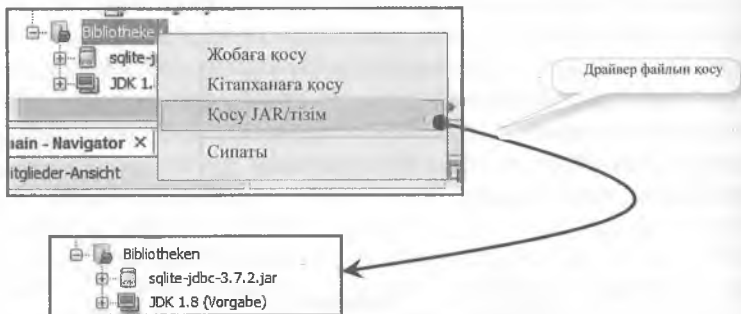 Bibliotheke
sqlite-j
JDK 1.
Жобаға қосу
Кітапханаға қосу
Қосу JAR/тізім
Сипаты
Драйвер файлын қосу
ain - Navigator ×
itglieder-Ansicht
Bibliotheken
sqlite-jdbc-3.7.2.jar
JDK 1.8 (Vorgabe)